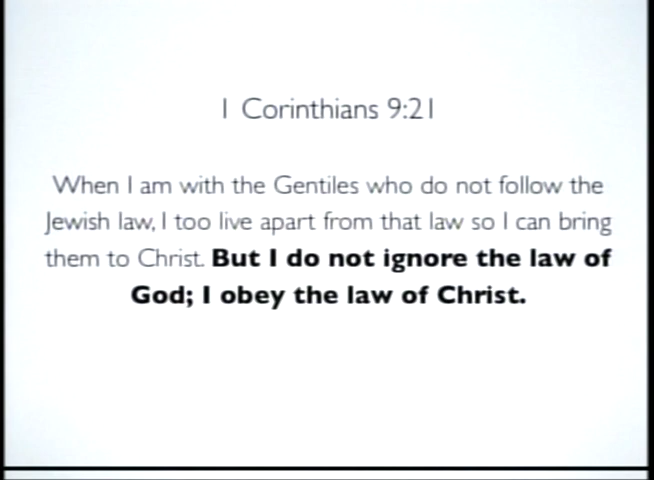 1 Corinthians 9:21
When I am with the Gentiles who do not follow the
Jewish law, I too live apart from that law so I can bring
them to Christ. But I do not ignore the law of
God; I obey the law of Christ.